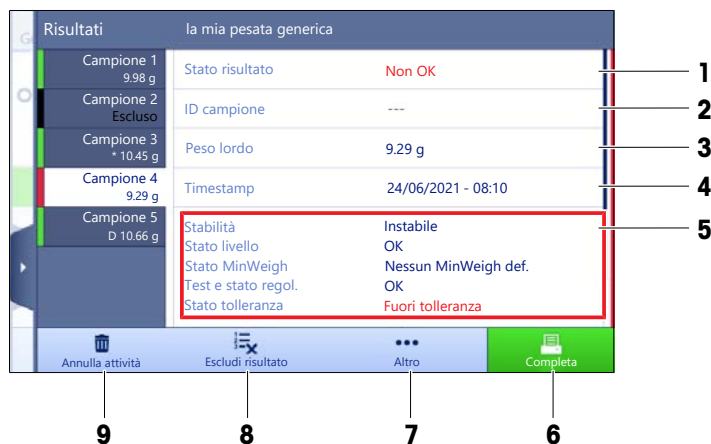 Ge
Risultati
la mia pesata generica
Campione 1
9.98 g
Campione 2
Escluso
Campione 3
* 10.45 g
Campione 4
9.29 g
Campione 5
D 10.66 g
Stato risultato Non OK
ID campione ---
Peso lordo 9.29 g
Timestamp 24/06/2021 - 08:10
Stabilità Instabile
Stato livello OK
Stato MinWeigh Nessun MinWeigh def.
Test e stato regol. OK
Stato tolleranza Fuori tolleranza
Annulla attività
Escludi risultato
Altro
Completa
1
2
3
4
5
6
7
8
9